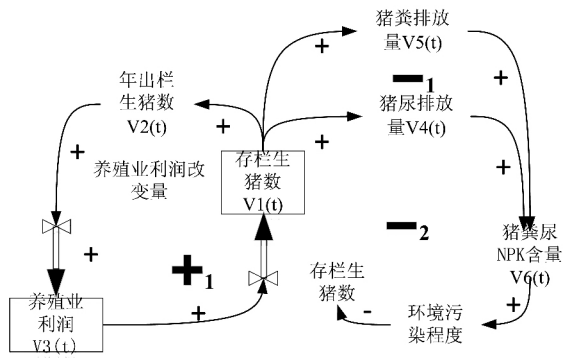 猪粪排放
量V5(t)
+
+
−1
年出栏
生猪数
V2(t)
+
+
猪尿排放
量V4(t)
+
+
养殖业利润改
变量
存栏生
猪数
V1(t)
−2
猪粪尿
NPK含量
V6(t)
+
+1
存栏生
猪数
养殖业
利润
V3(t)
+
-
环境污
染程度
+